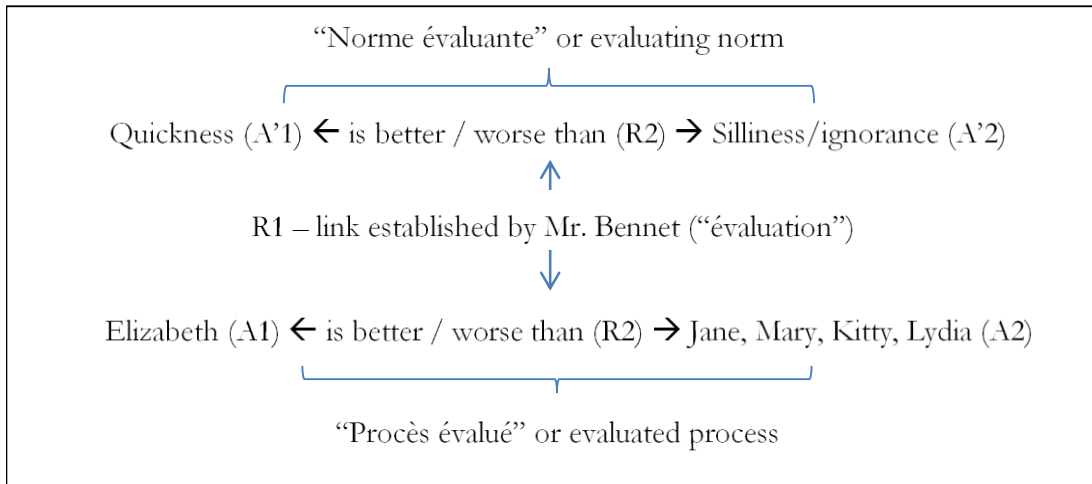 “Norme évaluante” or evaluating norm
Quickness (A’1) 🡨 is better / worse than (R2) 🡪 Silliness/ignorance (A’2)
R1 – link established by Mr. Bennet (“évaluation”)
Elizabeth (A1) 🡨 is better / worse than (R2) 🡪 Jane, Mary, Kitty, Lydia (A2)
“Procès évalué” or evaluated process